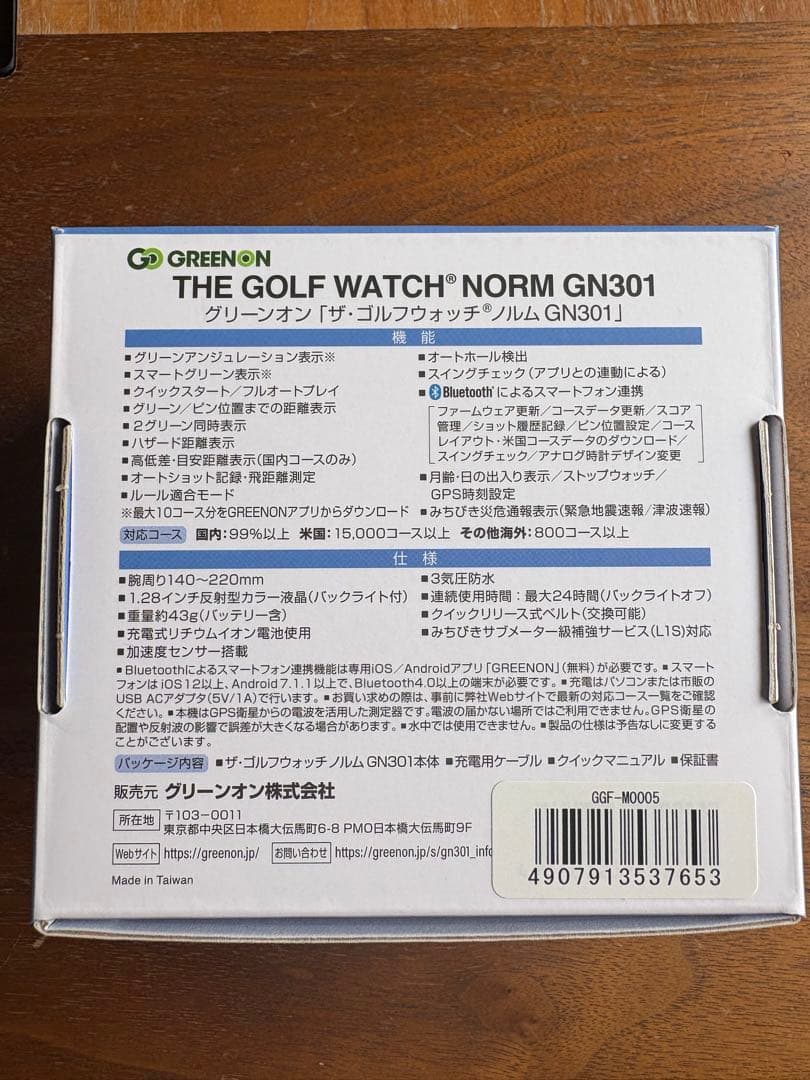 GREENON
THE GOLF WATCH® NORM GN301
グリーンオン「ザ・ゴルフウォッチ®ノルム GN301」
機 能
■グリーンアンジュレーション表示※
■スマートグリーン表示※
■クイックスタート／フルオートプレイ
■グリーン／ピン位置までの距離表示
■2グリーン同時表示
■ハザード距離表示
■高低差・目安距離表示(国内コースのみ)
■オートショット記録・飛距離測定
■ルール適合モード
※最大10コース分をGREENONアプリからダウンロード
■オートホール検出
■スイングチェック(アプリとの連動による)
■Bluetooth®によるスマートフォン連携
ファームウェア更新／コースデータ更新／スコア
管理／ショット履歴記録／ピン位置設定／コース
レイアウト・米国コースデータのダウンロード／
スイングチェック／アナログ時計デザイン変更
■月齢・日の出入り表示／ストップウォッチ／
GPS時刻設定
■みちびき災危通報表示(緊急地震速報/津波速報)
対応コース 国内：99%以上 米国：15,000コース以上 その他海外：800コース以上
仕 様
■腕周り140〜220mm
■1.28インチ反射型カラー液晶(バックライト付)
■重量約43g(バッテリー含)
■充電式リチウムイオン電池使用
■加速度センサー搭載
■3気圧防水
■連続使用時間：最大24時間(バックライトオフ)
■クイックリリース式ベルト(交換可能)
■みちびきサブメーター級補強サービス(L1S)対応
■Bluetoothによるスマートフォン連携機能は専用iOS／Androidアプリ「GREENON」(無料)が必要です。■スマート
フォンは iOS12以上、Android7.1.1以上で、Bluetooth4.0以上の端末が必要です。■充電はパソコンまたは市販の
USB ACアダプタ(5V/1A)で行います。■お買い求めの際は、事前に弊社Webサイトで最新の対応コース一覧をご確認
ください。■本機はGPS衛星からの電波を活用した測定器です。電波の届かない場所ではご利用できません。GPS衛星の
配置や反射波の影響で誤差が大きくなる場合があります。■水中では使用できません。■製品の仕様は予告なしに変更する
ことがございます。
パッケージ内容 ■ザ・ゴルフウォッチ ノルム GN301本体 ■充電用ケーブル ■クイックマニュアル ■保証書
販売元 グリーンオン株式会社
所在地 〒103-0011
東京都中央区日本橋大伝馬町6-8 PMO日本橋大伝馬町9F
Webサイト https://greenon.jp/ お問い合わせ https://greenon.jp/s/gn301_info
Made in Taiwan
GGF-M0005
4907913537653